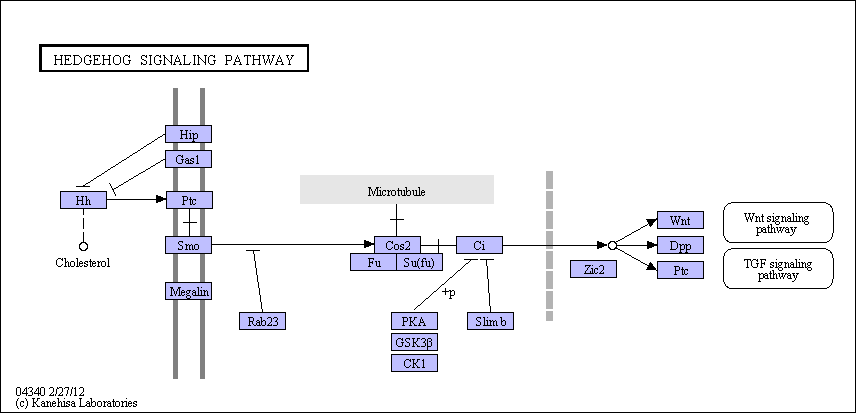 HEDGEHOG SIGNALING PATHWAY
Hip
Gas1
Hh
Ptc
Microtubule
Smo
Cos2
Ci
Fu
Su(fu)
Cholesterol
Megalin
Rab23
+p
PKA
GSK3β
CK1
Slimb
Zic2
Wnt
Dpp
Ptc
Wnt signaling
pathway
TGF signaling
pathway
04340 2/27/12
(c) Kanehisa Laboratories